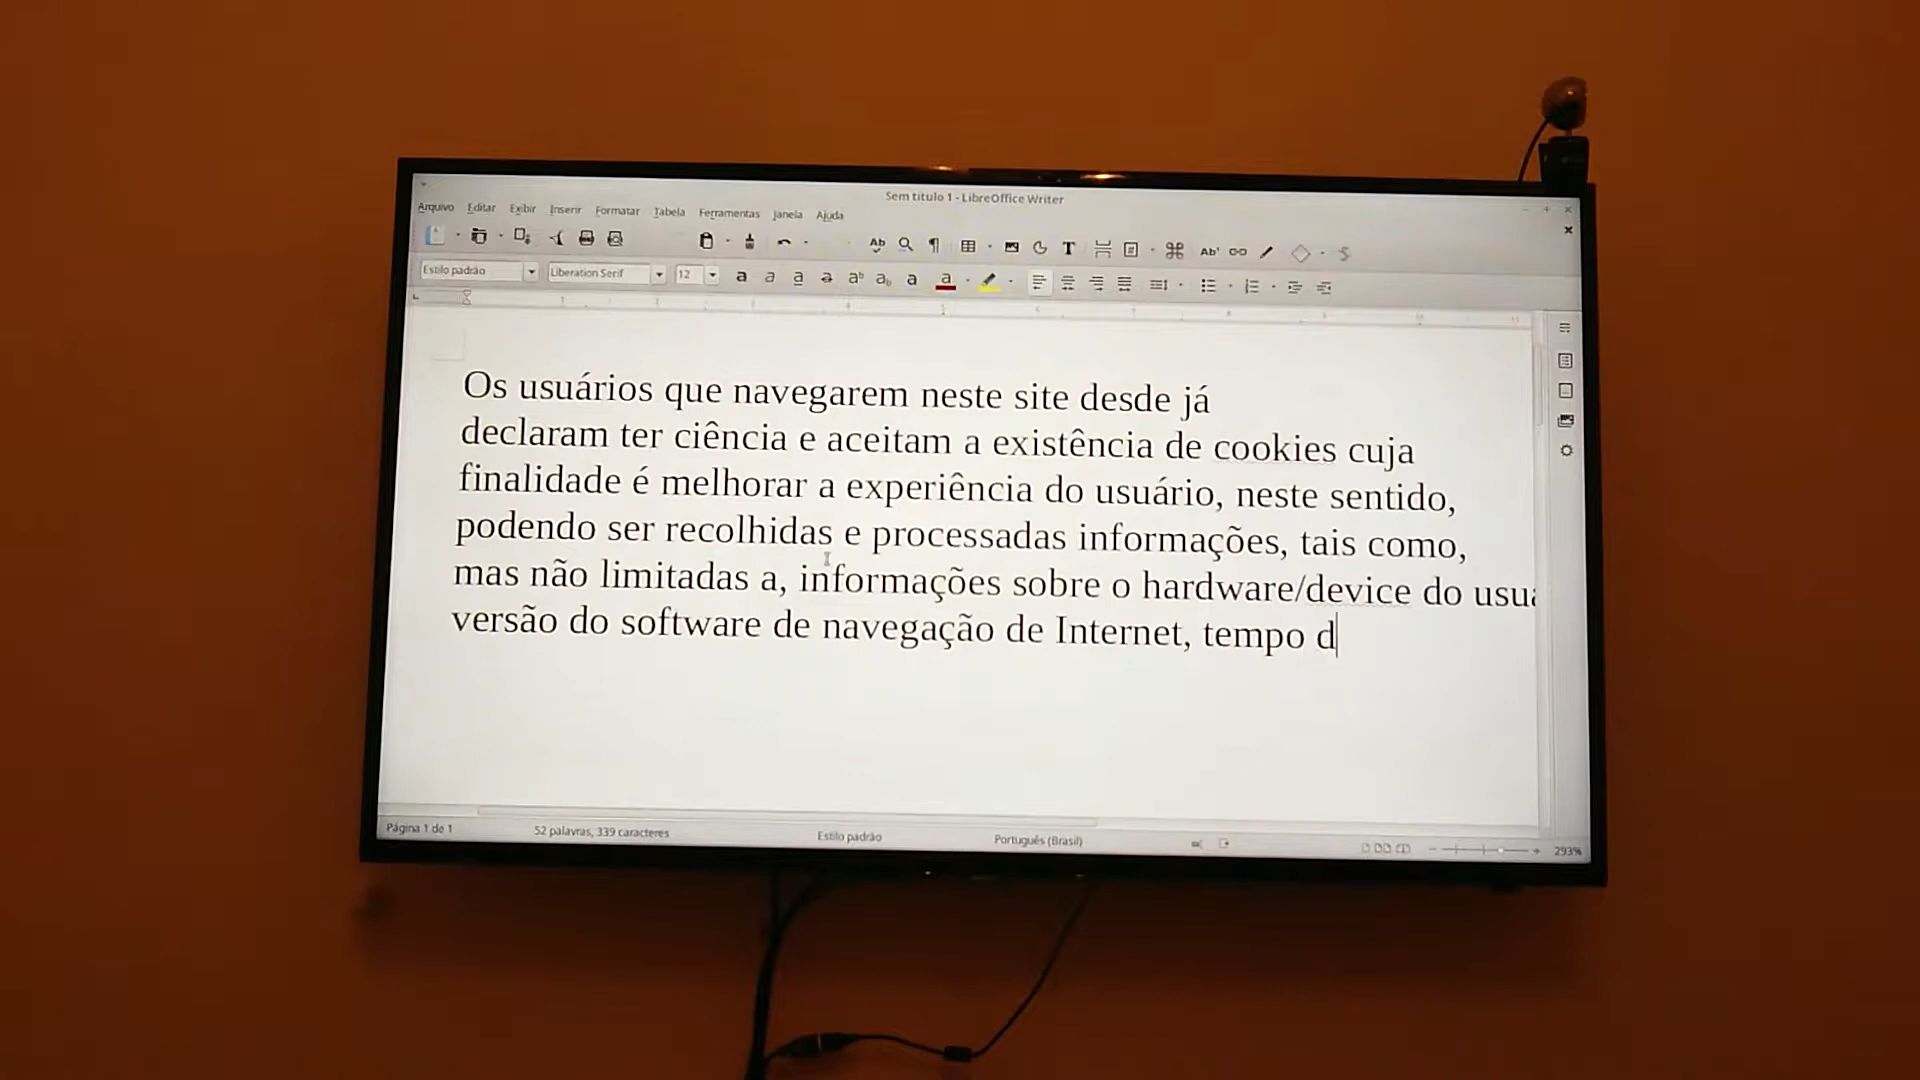 Sem título 1 - LibreOffice Writer
Arquivo Editar Exibir Inserir Formatar Tabela Ferramentas Janela Ajuda
Estilo padrão Liberation Serif 12
Os usuários que navegarem neste site desde já
declaram ter ciência e aceitam a existência de cookies cuja
finalidade é melhorar a experiência do usuário, neste sentido,
podendo ser recolhidas e processadas informações, tais como,
mas não limitadas a, informações sobre o hardware/device do usua
versão do software de navegação de Internet, tempo d
Página 1 de 1 52 palavras, 339 caracteres Estilo padrão Português (Brasil) 293%